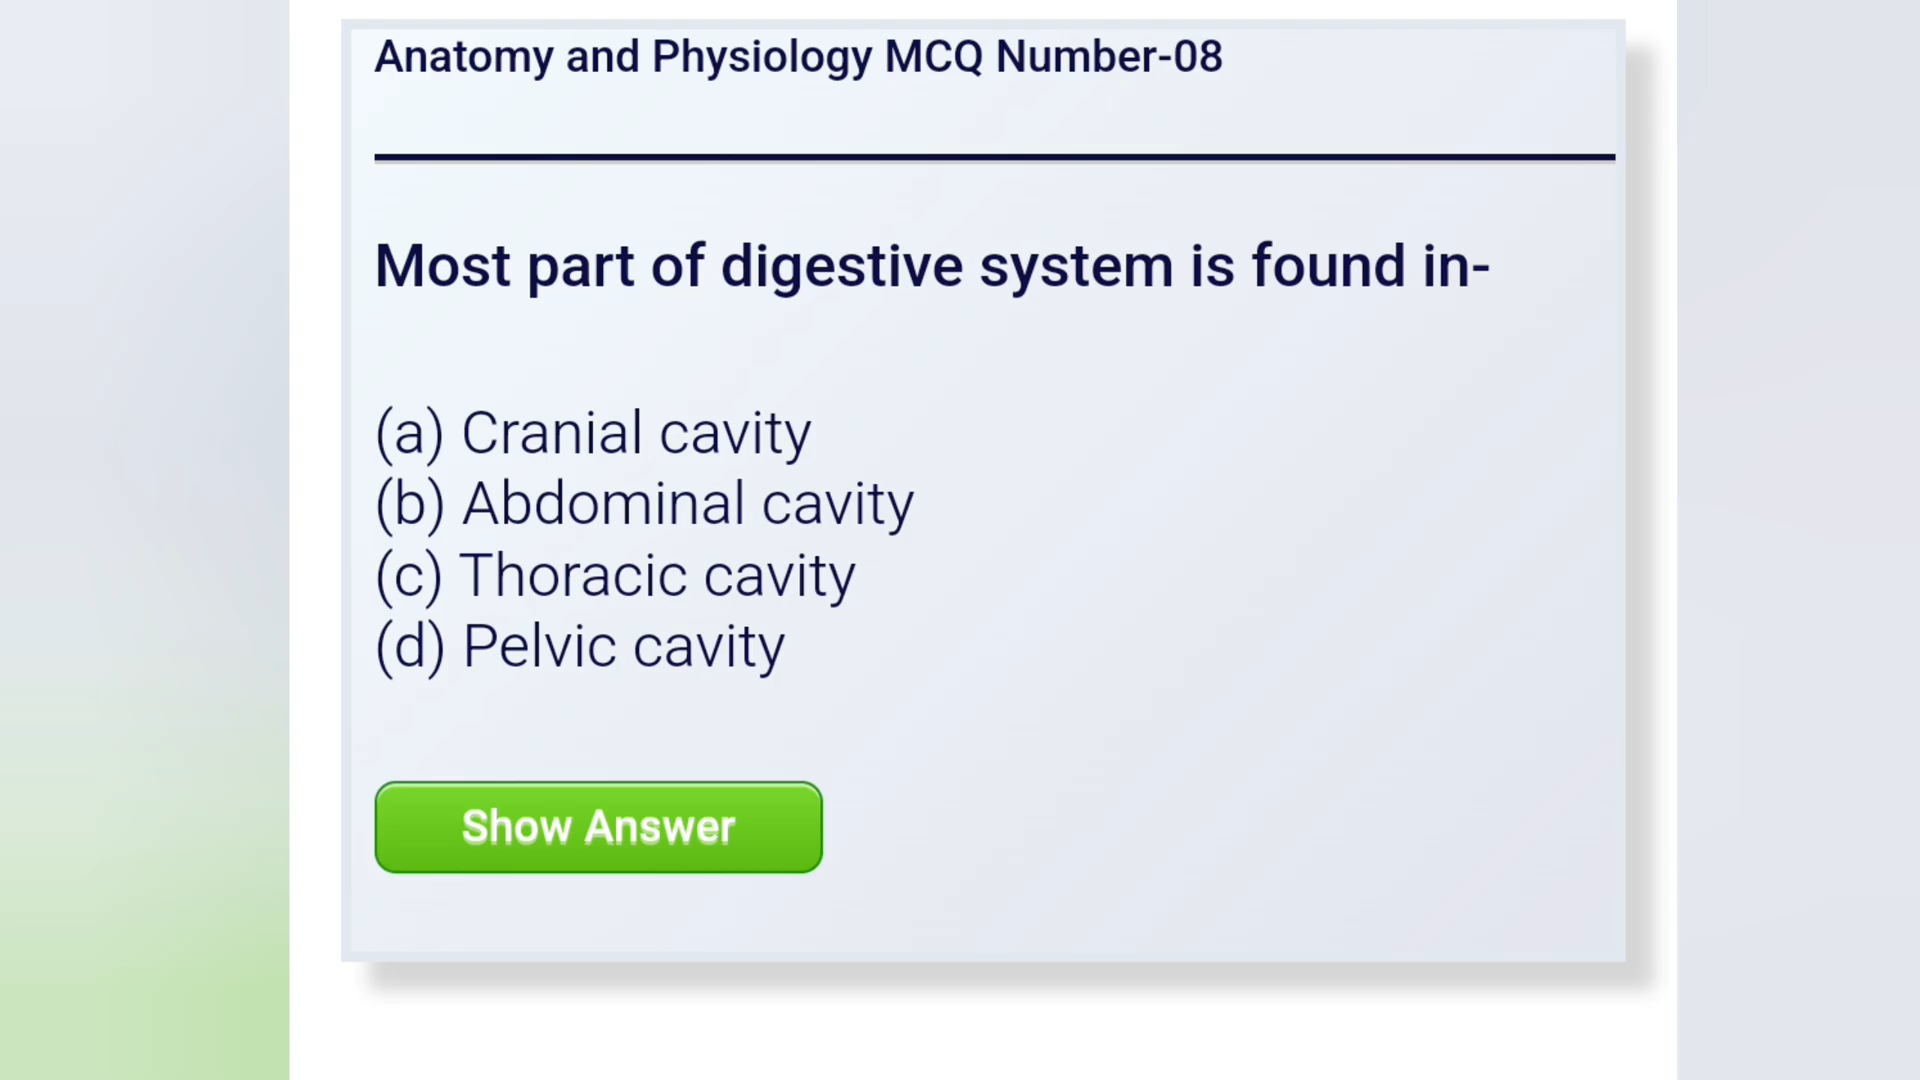 Anatomy and Physiology MCQ Number-08
Most part of digestive system is found in-
(a) Cranial cavity
(b) Abdominal cavity
(c) Thoracic cavity
(d) Pelvic cavity
Show Answer